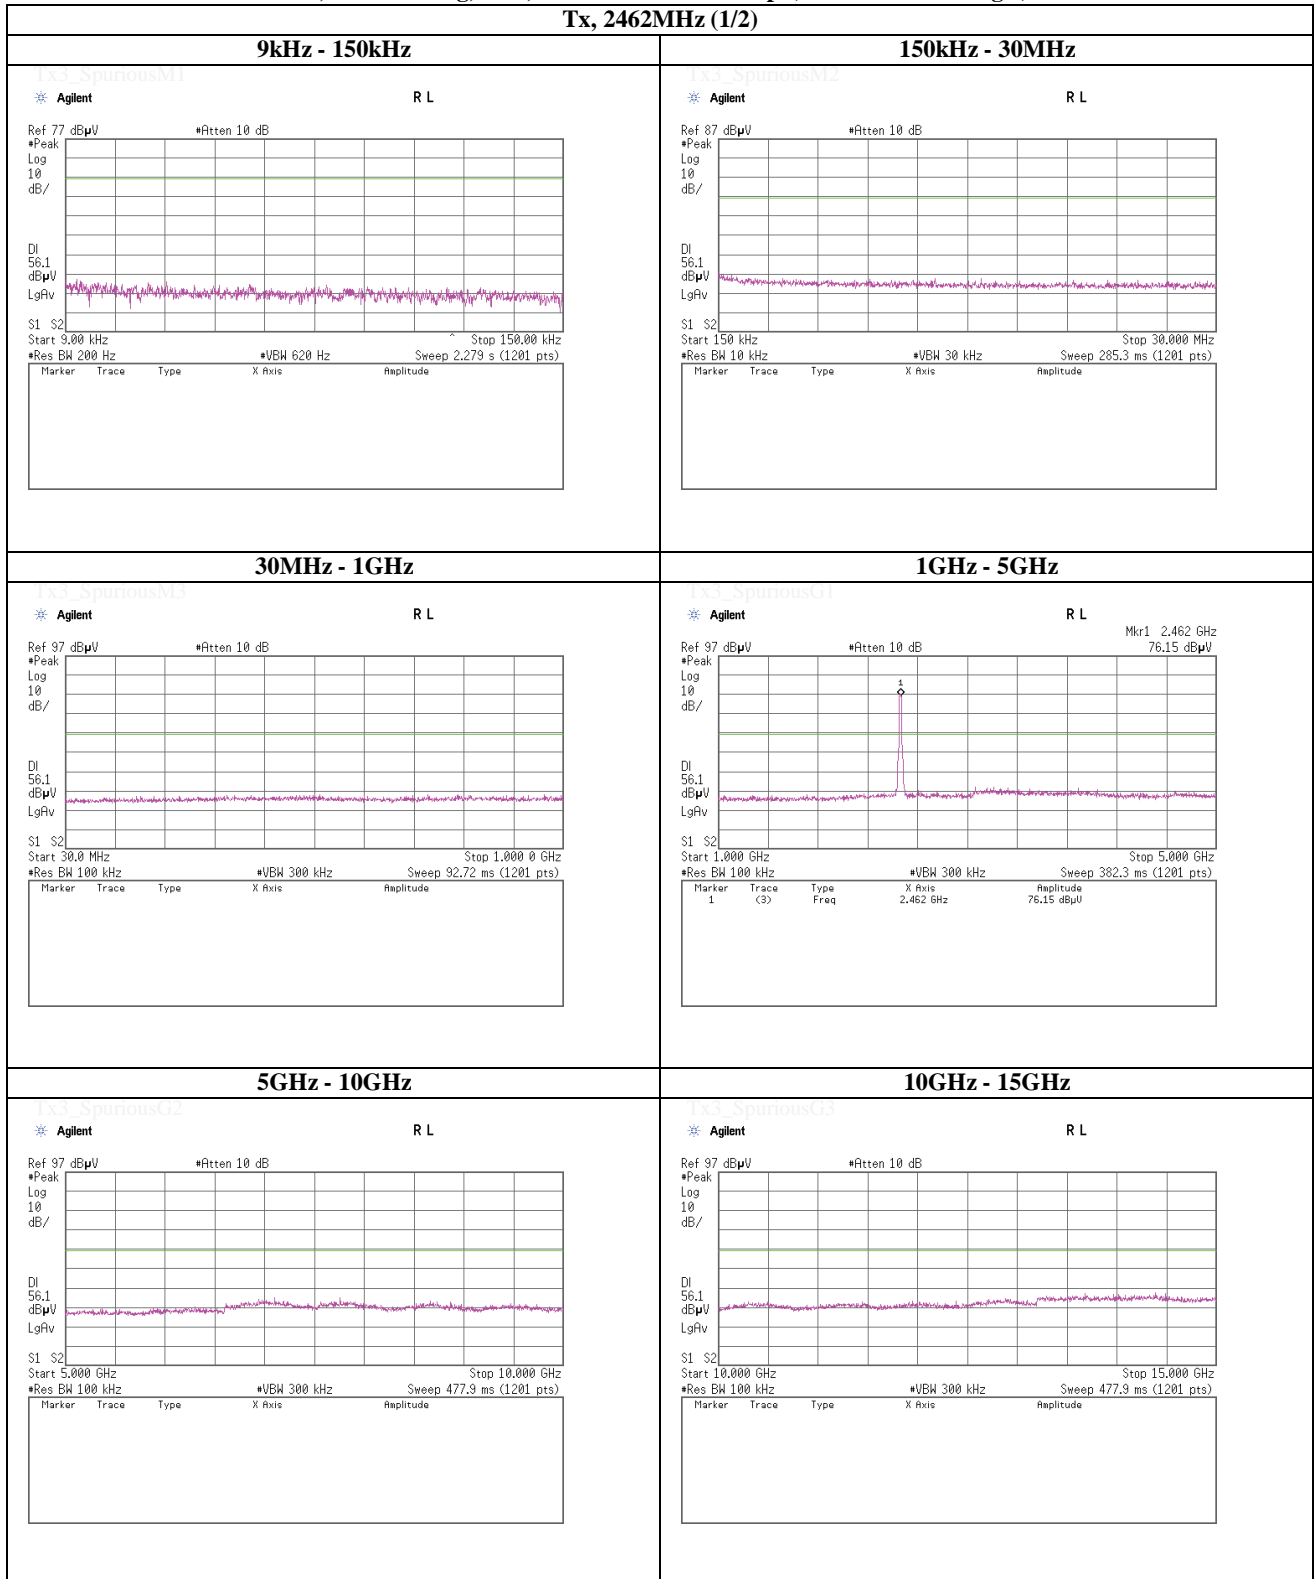 Tx, 2462MHz (1/2)
9kHz - 150kHz
Tx3_SpuriousM1
Agilent R L
Ref 77 dBµV #Atten 10 dB
#Peak
Log
10
dB/
DI
56.1
dBµV
LgAv
S1 S2
Start 9.00 kHz ^ Stop 150.00 kHz
#Res BW 200 Hz #VBW 620 Hz Sweep 2.279 s (1201 pts)
Marker Trace Type X Axis Amplitude
150kHz - 30MHz
Tx3_SpuriousM2
Agilent R L
Ref 87 dBµV #Atten 10 dB
#Peak
Log
10
dB/
DI
56.1
dBµV
LgAv
S1 S2
Start 150 kHz Stop 30.000 MHz
#Res BW 10 kHz #VBW 30 kHz Sweep 285.3 ms (1201 pts)
Marker Trace Type X Axis Amplitude
30MHz - 1GHz
Tx3_SpuriousM3
Agilent R L
Ref 97 dBµV #Atten 10 dB
#Peak
Log
10
dB/
DI
56.1
dBµV
LgAv
S1 S2
Start 30.0 MHz Stop 1.000 0 GHz
#Res BW 100 kHz #VBW 300 kHz Sweep 92.72 ms (1201 pts)
Marker Trace Type X Axis Amplitude
1GHz - 5GHz
Tx3_SpuriousG1
Agilent R L
Mkr1 2.462 GHz
Ref 97 dBµV #Atten 10 dB 76.15 dBµV
#Peak
Log
10
dB/
1
DI
56.1
dBµV
LgAv
S1 S2
Start 1.000 GHz Stop 5.000 GHz
#Res BW 100 kHz #VBW 300 kHz Sweep 382.3 ms (1201 pts)
Marker Trace Type X Axis Amplitude
1 (3) Freq 2.462 GHz 76.15 dBµV
5GHz - 10GHz
Tx3_SpuriousG2
Agilent R L
Ref 97 dBµV #Atten 10 dB
#Peak
Log
10
dB/
DI
56.1
dBµV
LgAv
S1 S2
Start 5.000 GHz Stop 10.000 GHz
#Res BW 100 kHz #VBW 300 kHz Sweep 477.9 ms (1201 pts)
Marker Trace Type X Axis Amplitude
10GHz - 15GHz
Tx3_SpuriousG3
Agilent R L
Ref 97 dBµV #Atten 10 dB
#Peak
Log
10
dB/
DI
56.1
dBµV
LgAv
S1 S2
Start 10.000 GHz Stop 15.000 GHz
#Res BW 100 kHz #VBW 300 kHz Sweep 477.9 ms (1201 pts)
Marker Trace Type X Axis Amplitude